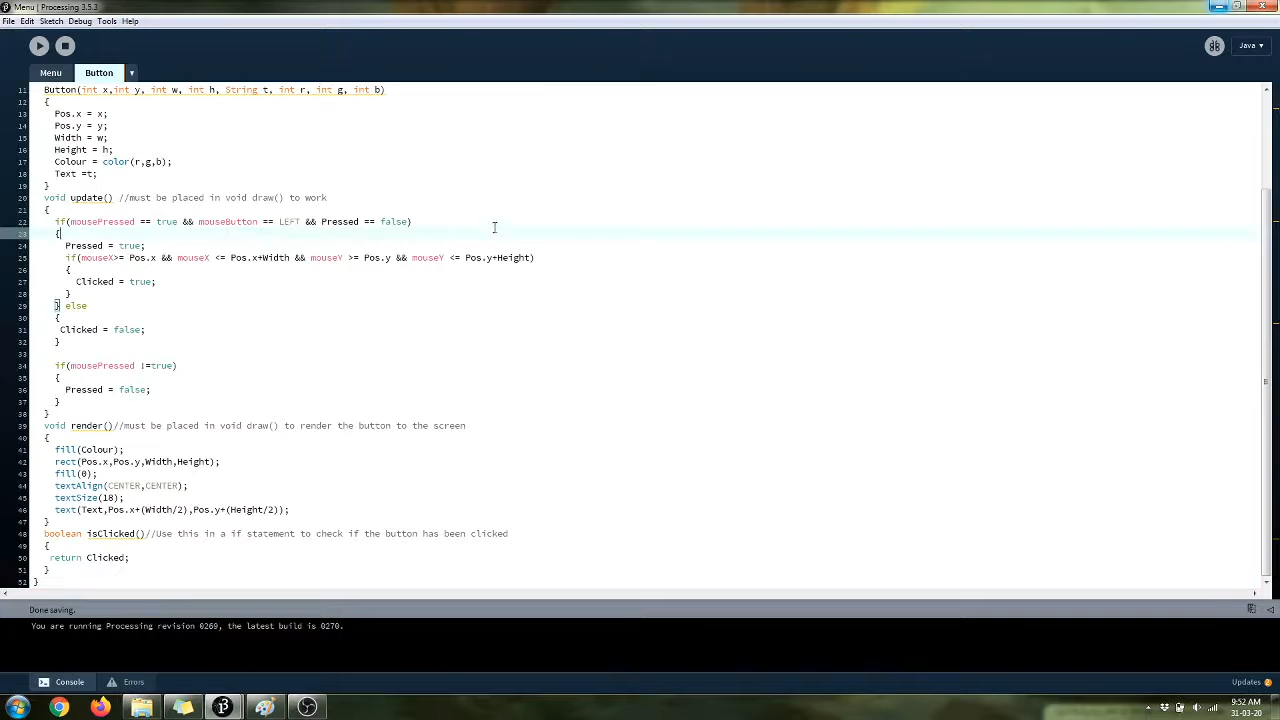 Menu | Processing 3.5.3
File Edit Sketch Debug Tools Help
Java ▾
Menu Button ▾
11 Button(int x,int y, int w, int h, String t, int r, int g, int b)
12 {
13 Pos.x = x;
14 Pos.y = y;
15 Width = w;
16 Height = h;
17 Colour = color(r,g,b);
18 Text =t;
19 }
20 void update() //must be placed in void draw() to work
21 {
22 if(mousePressed == true && mouseButton == LEFT && Pressed == false)
23 {
24 Pressed = true;
25 if(mouseX>= Pos.x && mouseX <= Pos.x+Width && mouseY >= Pos.y && mouseY <= Pos.y+Height)
26 {
27 Clicked = true;
28 }
29 } else
30 {
31 Clicked = false;
32 }
33
34 if(mousePressed !=true)
35 {
36 Pressed = false;
37 }
38 }
39 void render()//must be placed in void draw() to render the button to the screen
40 {
41 fill(Colour);
42 rect(Pos.x,Pos.y,Width,Height);
43 fill(0);
44 textAlign(CENTER,CENTER);
45 textSize(18);
46 text(Text,Pos.x+(Width/2),Pos.y+(Height/2));
47 }
48 boolean isClicked()//Use this in a if statement to check if the button has been clicked
49 {
50 return Clicked;
51 }
52 }
Done saving.
You are running Processing revision 0269, the latest build is 0270.
Console Errors Updates 2
9:52 AM
31-03-20